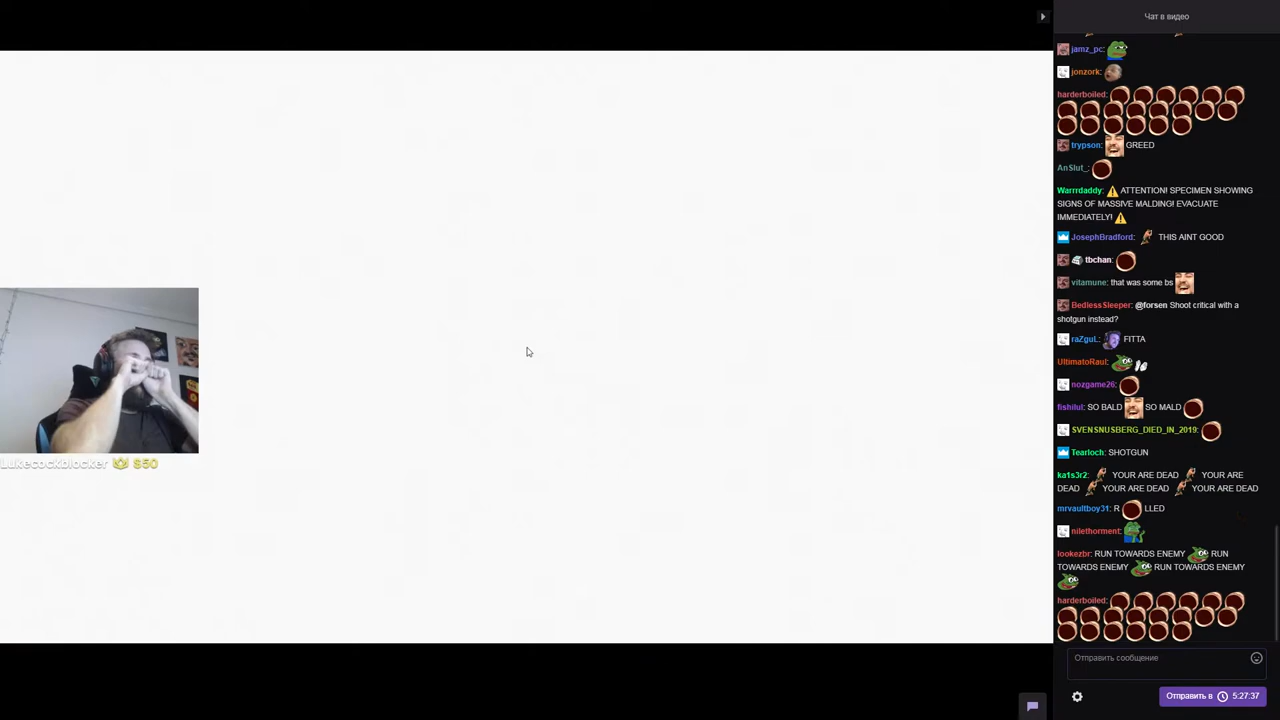 Чат в видео
jamz_pc:
jonzork:
harderboiled:
trypson: GREED
AnSlut_:
Warrrdaddy: ⚠ ATTENTION! SPECIMEN SHOWING
SIGNS OF MASSIVE MALDING! EVACUATE
IMMEDIATELY! ⚠
JosephBradford: THIS AINT GOOD
tbchan:
vitamune: that was some bs
BedlessSleeper: @forsen Shoot critical with a
shotgun instead?
raZguL: FITTA
UltimatoRaul:
nozgame26:
fishilul: SO BALD SO MALD
SVENSNUSBERG_DIED_IN_2019:
Tearloch: SHOTGUN
ka1s3r2: YOUR ARE DEAD YOUR ARE
DEAD YOUR ARE DEAD YOUR ARE DEAD
mrvaultboy31: R LLED
nilethorment:
lookezbr: RUN TOWARDS ENEMY RUN
TOWARDS ENEMY RUN TOWARDS ENEMY
harderboiled:
Lukecockblocker $50
Отправить сообщение
Отправить в 5:27:37